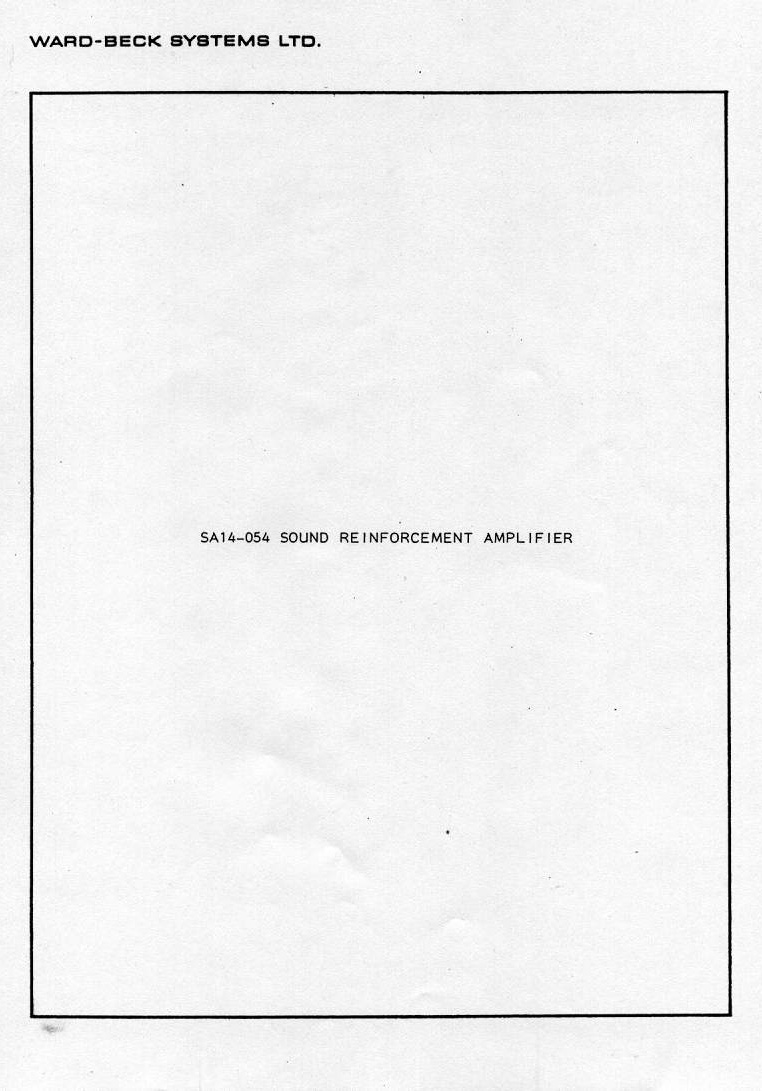 WARD-BECK SYSTEMS LTD.
SA14-054 SOUND REINFORCEMENT AMPLIFIER